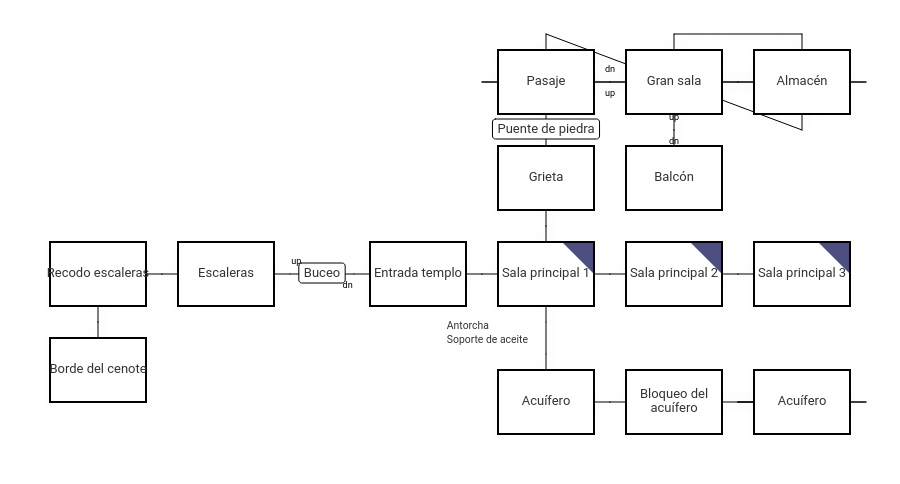 Pasaje
dn
up
Gran sala
Almacén
up
dn
Puente de piedra
Grieta
Balcón
Recodo escaleras
Escaleras
up
Buceo
dn
Entrada templo
Sala principal 1
Sala principal 2
Sala principal 3
Antorcha
Soporte de aceite
Borde del cenote
Acuífero
Bloqueo del
acuífero
Acuífero